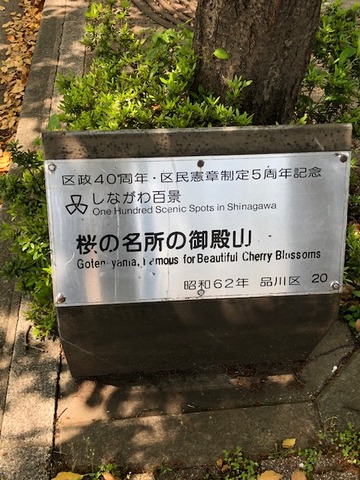 区政40周年・区民憲章制定5周年記念
しながわ百景
One Hundred Scenic Spots in Shinagawa
桜の名所の御殿山
Goten-yama, Famous for Beautiful Cherry Blossoms
昭和62年 品川区 20